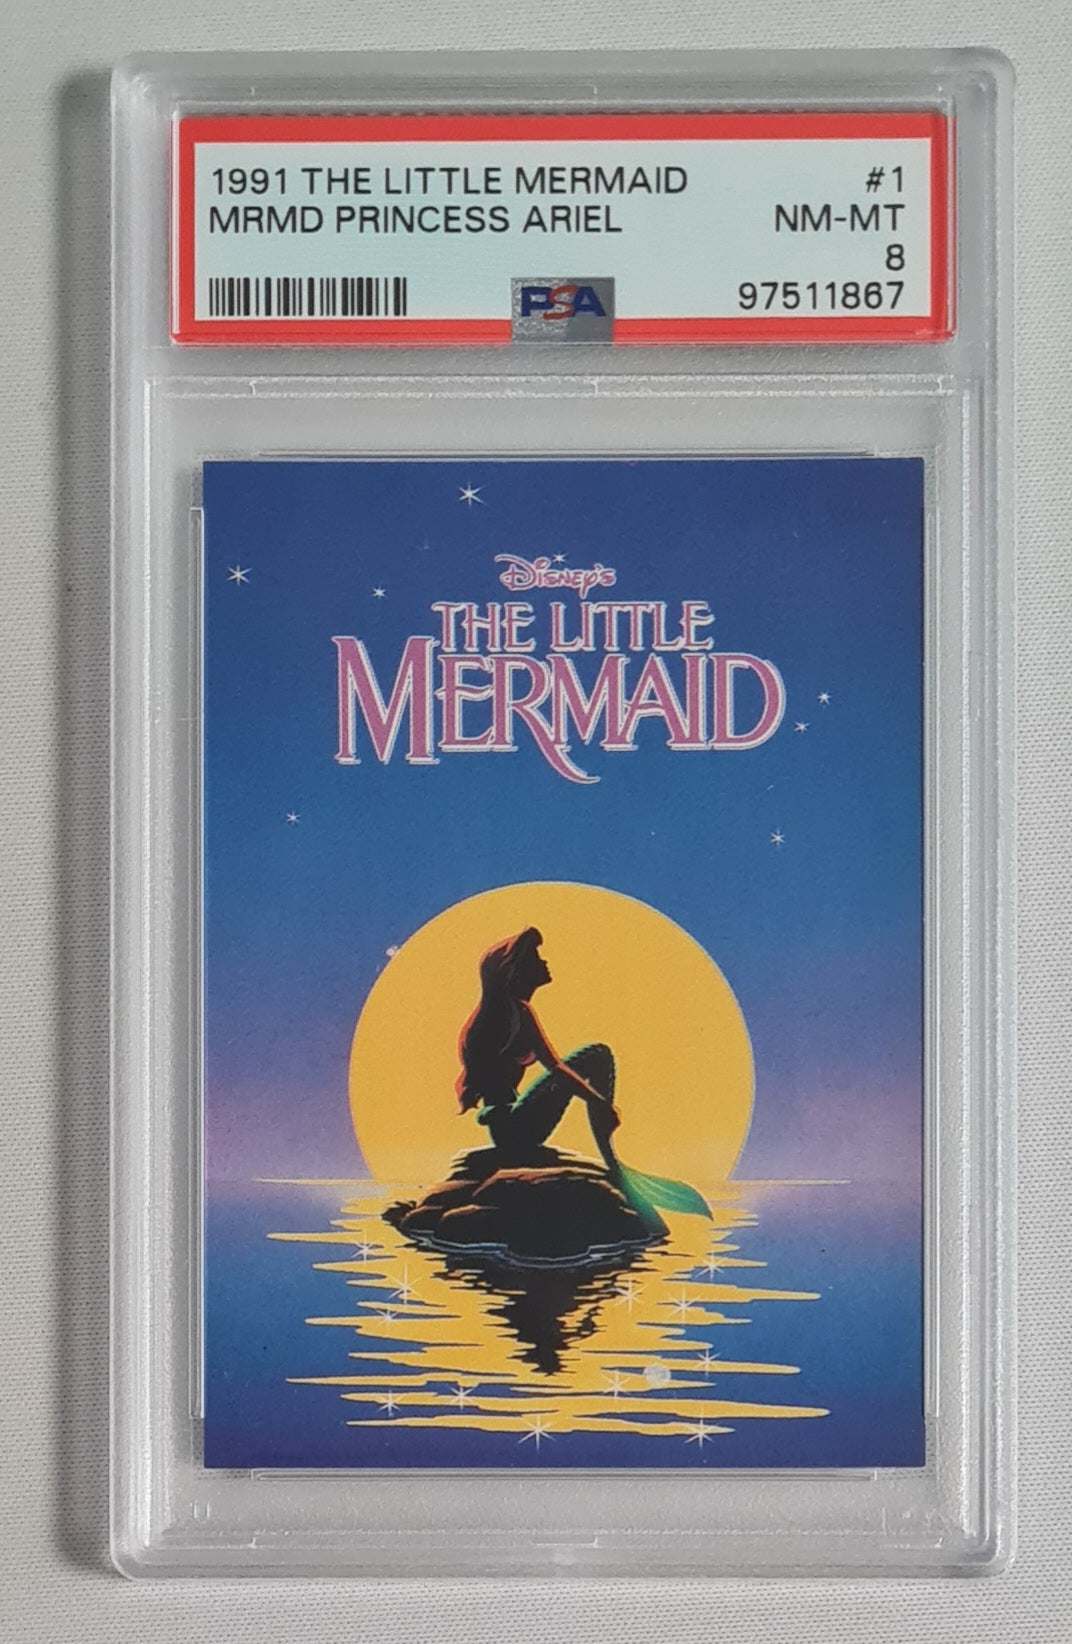 1991 THE LITTLE MERMAID #1
MRMD PRINCESS ARIEL NM-MT
8
PSA 97511867
Disney's
THE LITTLE
MERMAID